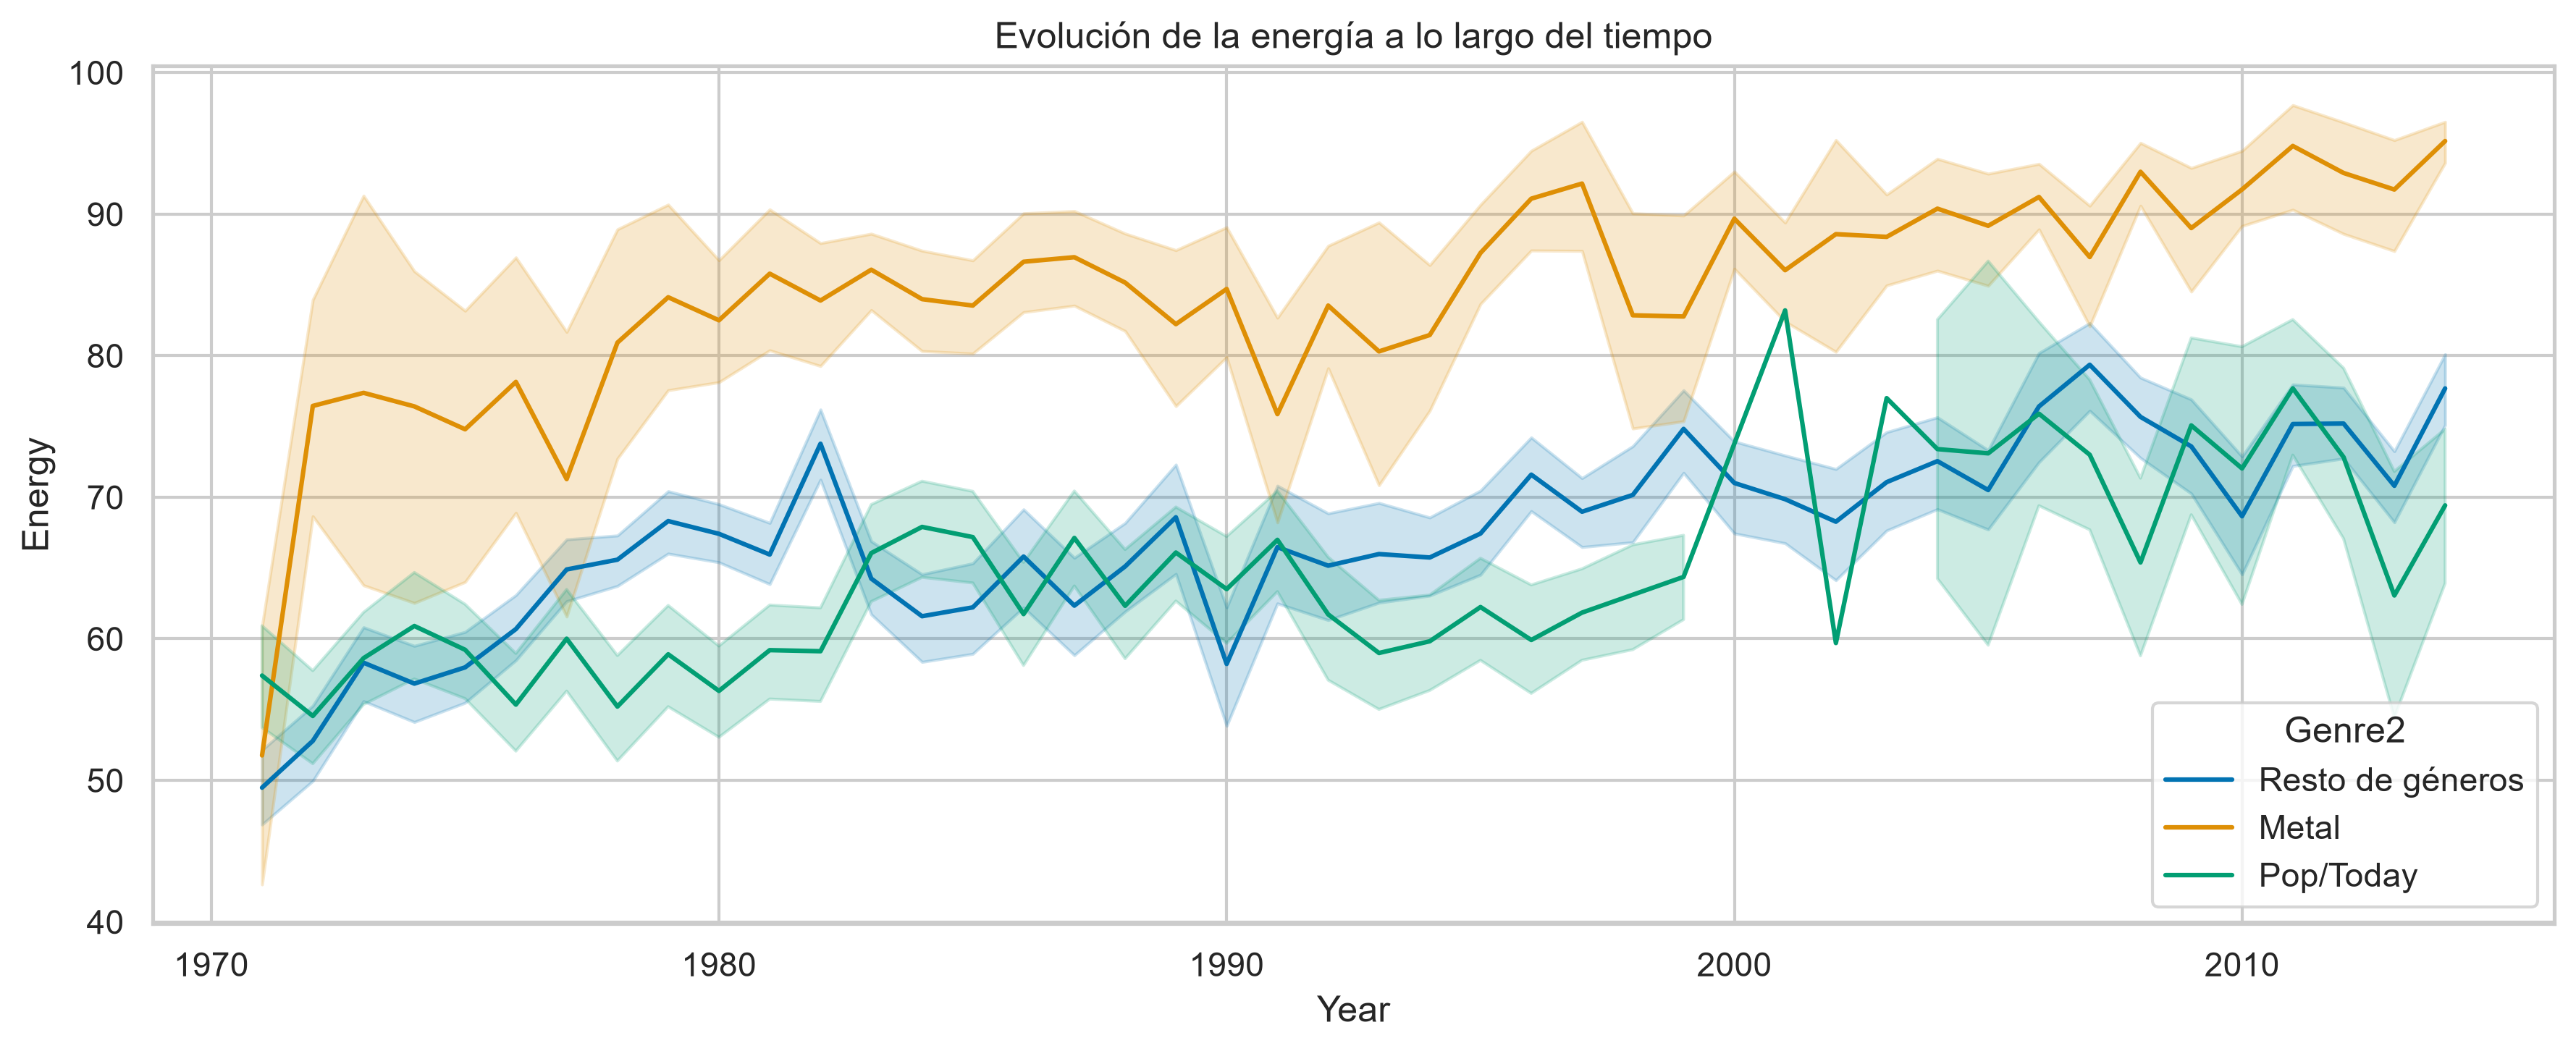 Evolución de la energía a lo largo del tiempo
100
90
80
70
60
50
40
Energy
1970
1980
1990
2000
2010
Year
Genre2
Resto de géneros
Metal
Pop/Today